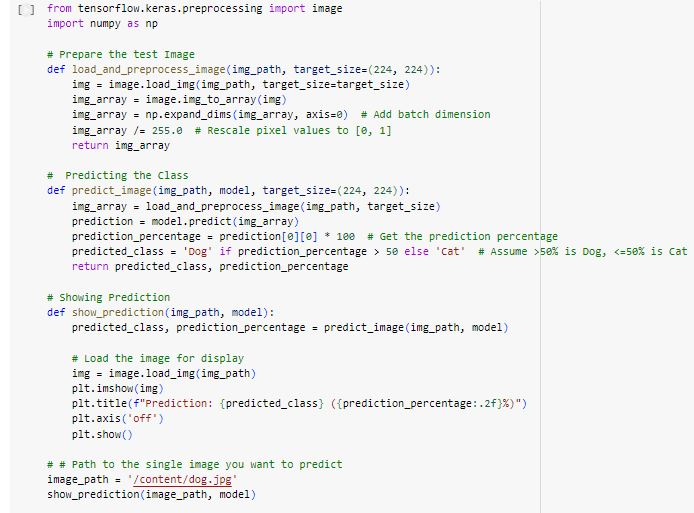 [ ] from tensorflow.keras.preprocessing import image
import numpy as np

# Prepare the test Image
def load_and_preprocess_image(img_path, target_size=(224, 224)):
    img = image.load_img(img_path, target_size=target_size)
    img_array = image.img_to_array(img)
    img_array = np.expand_dims(img_array, axis=0)  # Add batch dimension
    img_array /= 255.0  # Rescale pixel values to [0, 1]
    return img_array

#  Predicting the Class
def predict_image(img_path, model, target_size=(224, 224)):
    img_array = load_and_preprocess_image(img_path, target_size)
    prediction = model.predict(img_array)
    prediction_percentage = prediction[0][0] * 100  # Get the prediction percentage
    predicted_class = 'Dog' if prediction_percentage > 50 else 'Cat'  # Assume >50% is Dog, <=50% is Cat
    return predicted_class, prediction_percentage

# Showing Prediction
def show_prediction(img_path, model):
    predicted_class, prediction_percentage = predict_image(img_path, model)

    # Load the image for display
    img = image.load_img(img_path)
    plt.imshow(img)
    plt.title(f"Prediction: {predicted_class} ({prediction_percentage:.2f}%)")
    plt.axis('off')
    plt.show()

# # Path to the single image you want to predict
image_path = '/content/dog.jpg'
show_prediction(image_path, model)